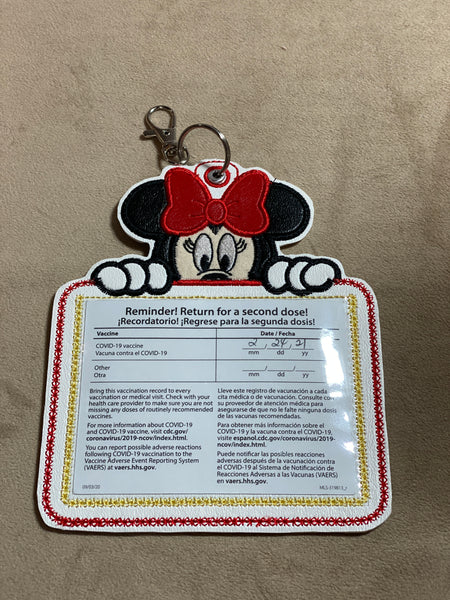 Reminder! Return for a second dose!
¡Recordatorio! ¡Regrese para la segunda dosis!
Vaccine Date / Fecha
COVID-19 vaccine 2 , 24 , 21
Vacuna contra el COVID-19 mm dd yy
Other / /
Otra mm dd yy
Bring this vaccination record to every
vaccination or medical visit. Check with your
health care provider to make sure you are not
missing any doses of routinely recommended
vaccines.
For more information about COVID-19
and COVID-19 vaccine, visit cdc.gov/
coronavirus/2019-ncov/index.html.
You can report possible adverse reactions
following COVID-19 vaccination to the
Vaccine Adverse Event Reporting System
(VAERS) at vaers.hhs.gov.
Lleve este registro de vacunación a cada
cita médica o de vacunación. Consulte con
su proveedor de atención médica para
asegurarse de que no le falte ninguna dosis
de las vacunas recomendadas.
Para obtener más información sobre el
COVID-19 y la vacuna contra el COVID-19,
visite espanol.cdc.gov/coronavirus/2019-
ncov/index.html.
Puede notificar las posibles reacciones
adversas después de la vacunación contra
el COVID-19 al Sistema de Notificación de
Reacciones Adversas a las Vacunas (VAERS)
en vaers.hhs.gov.
09/03/20 MLS-319813_r